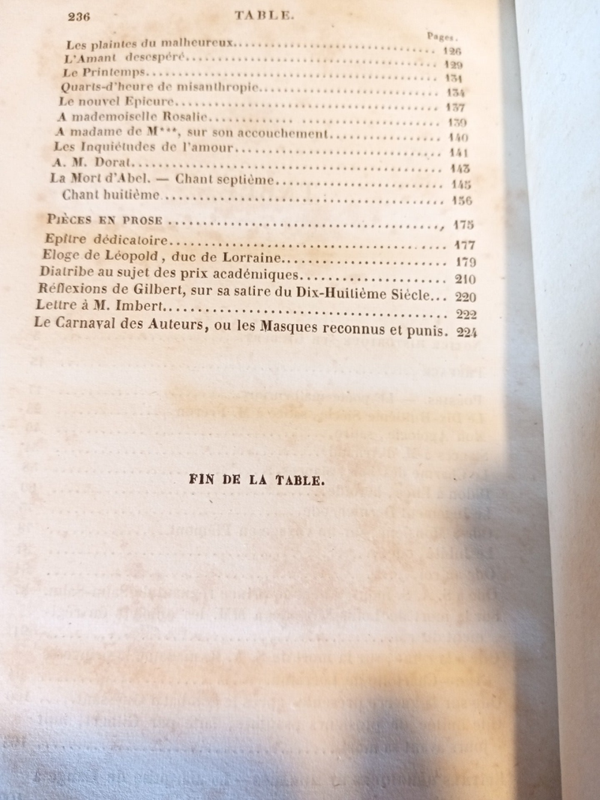 236 TABLE.
Pages.
Les plaintes du malheureux........................ 126
L'Amant desespéré........................ 129
Le Printemps........................ 131
Quarts-d'heure de misanthropie........................ 134
Le nouvel Epicure........................ 137
A mademoiselle Rosalie........................ 139
A madame de M***, sur son accouchement................ 140
Les Inquiétudes de l'amour........................ 141
A. M. Dorat........................ 143
La Mort d'Abel. — Chant septième........................ 145
Chant huitième........................ 156
PIÈCES EN PROSE........................ 175
Epître dédicatoire........................ 177
Eloge de Léopold, duc de Lorraine........................ 179
Diatribe au sujet des prix académiques.................... 210
Réflexions de Gilbert, sur sa satire du Dix-Huitième Siècle... 220
Lettre à M. Imbert........................ 222
Le Carnaval des Auteurs, ou les Masques reconnus et punis. 224
FIN DE LA TABLE.